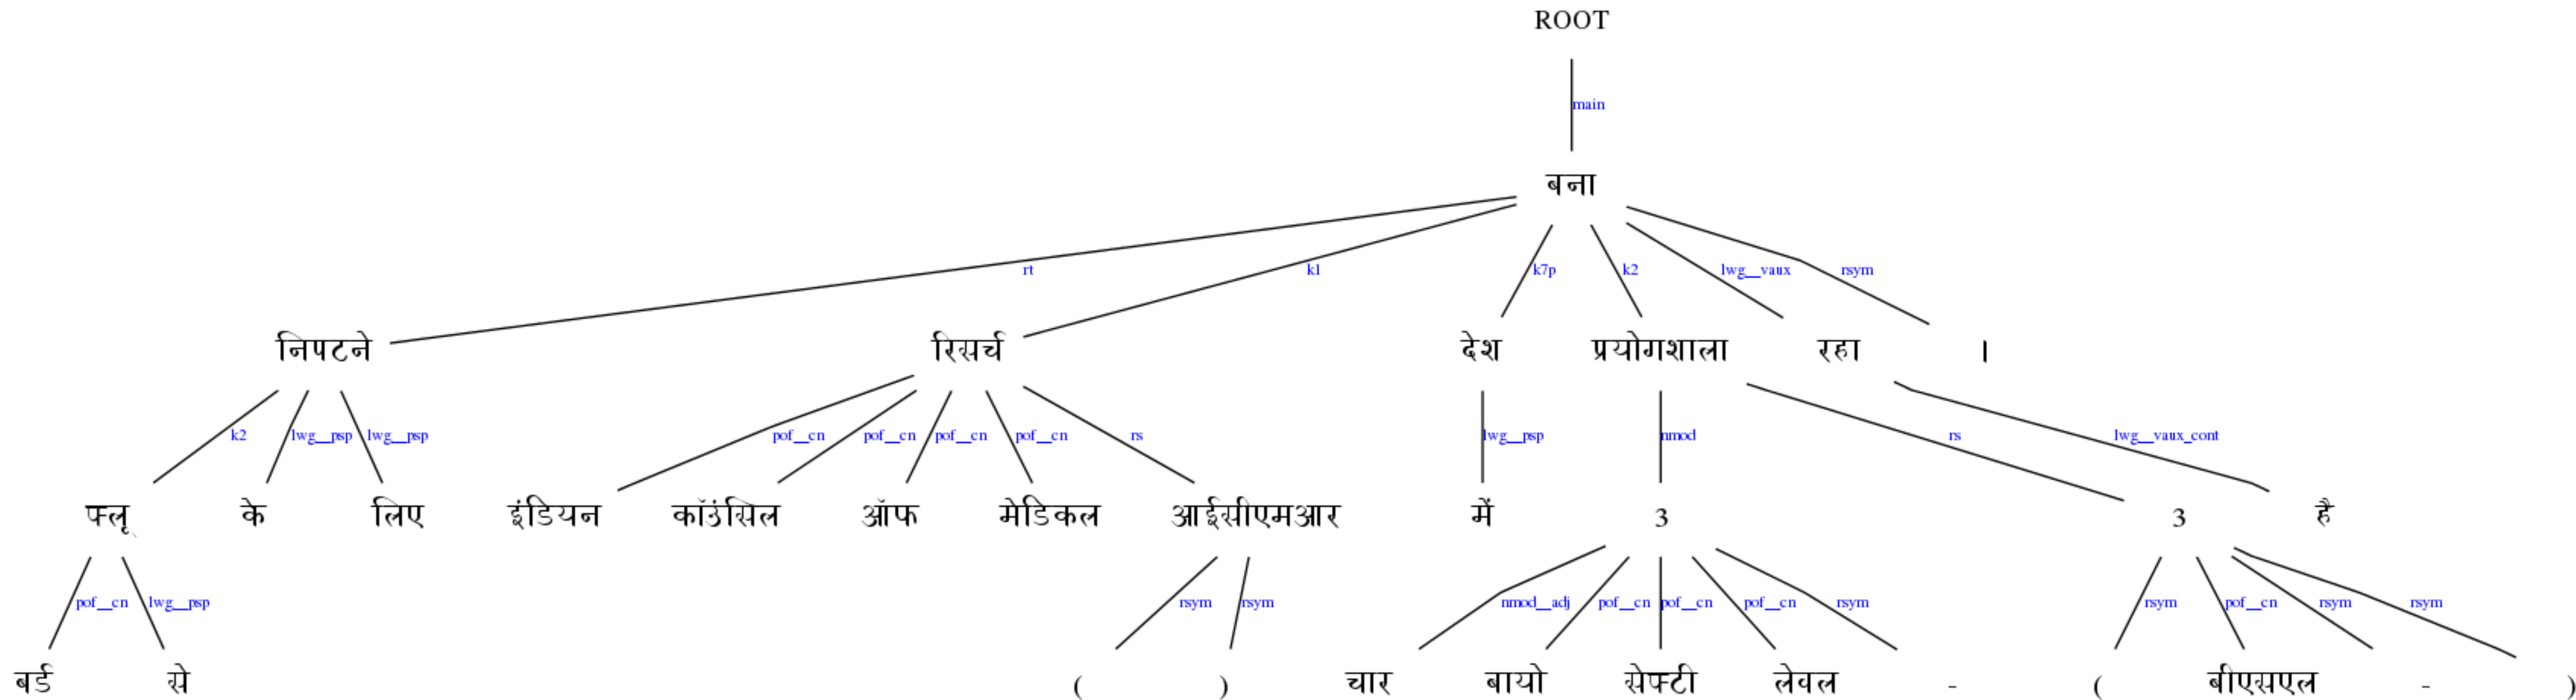 ROOT
main
बना
rt k1 k7p k2 lwg__vaux rsym
निपटने रिसर्च देश प्रयोगशाला रहा ।
k2 lwg__psp lwg__psp pof__cn pof__cn pof__cn pof__cn rs lwg__psp nmod rs lwg__vaux_cont
फ्लू के लिए इंडियन कॉउंसिल ऑफ मेडिकल आईसीएमआर में 3 3 है
pof__cn lwg__psp rsym rsym nmod__adj pof__cn pof__cn pof__cn rsym rsym pof__cn rsym rsym
बर्ड से ( ) चार बायो सेफ्टी लेवल - ( बीएसएल - )